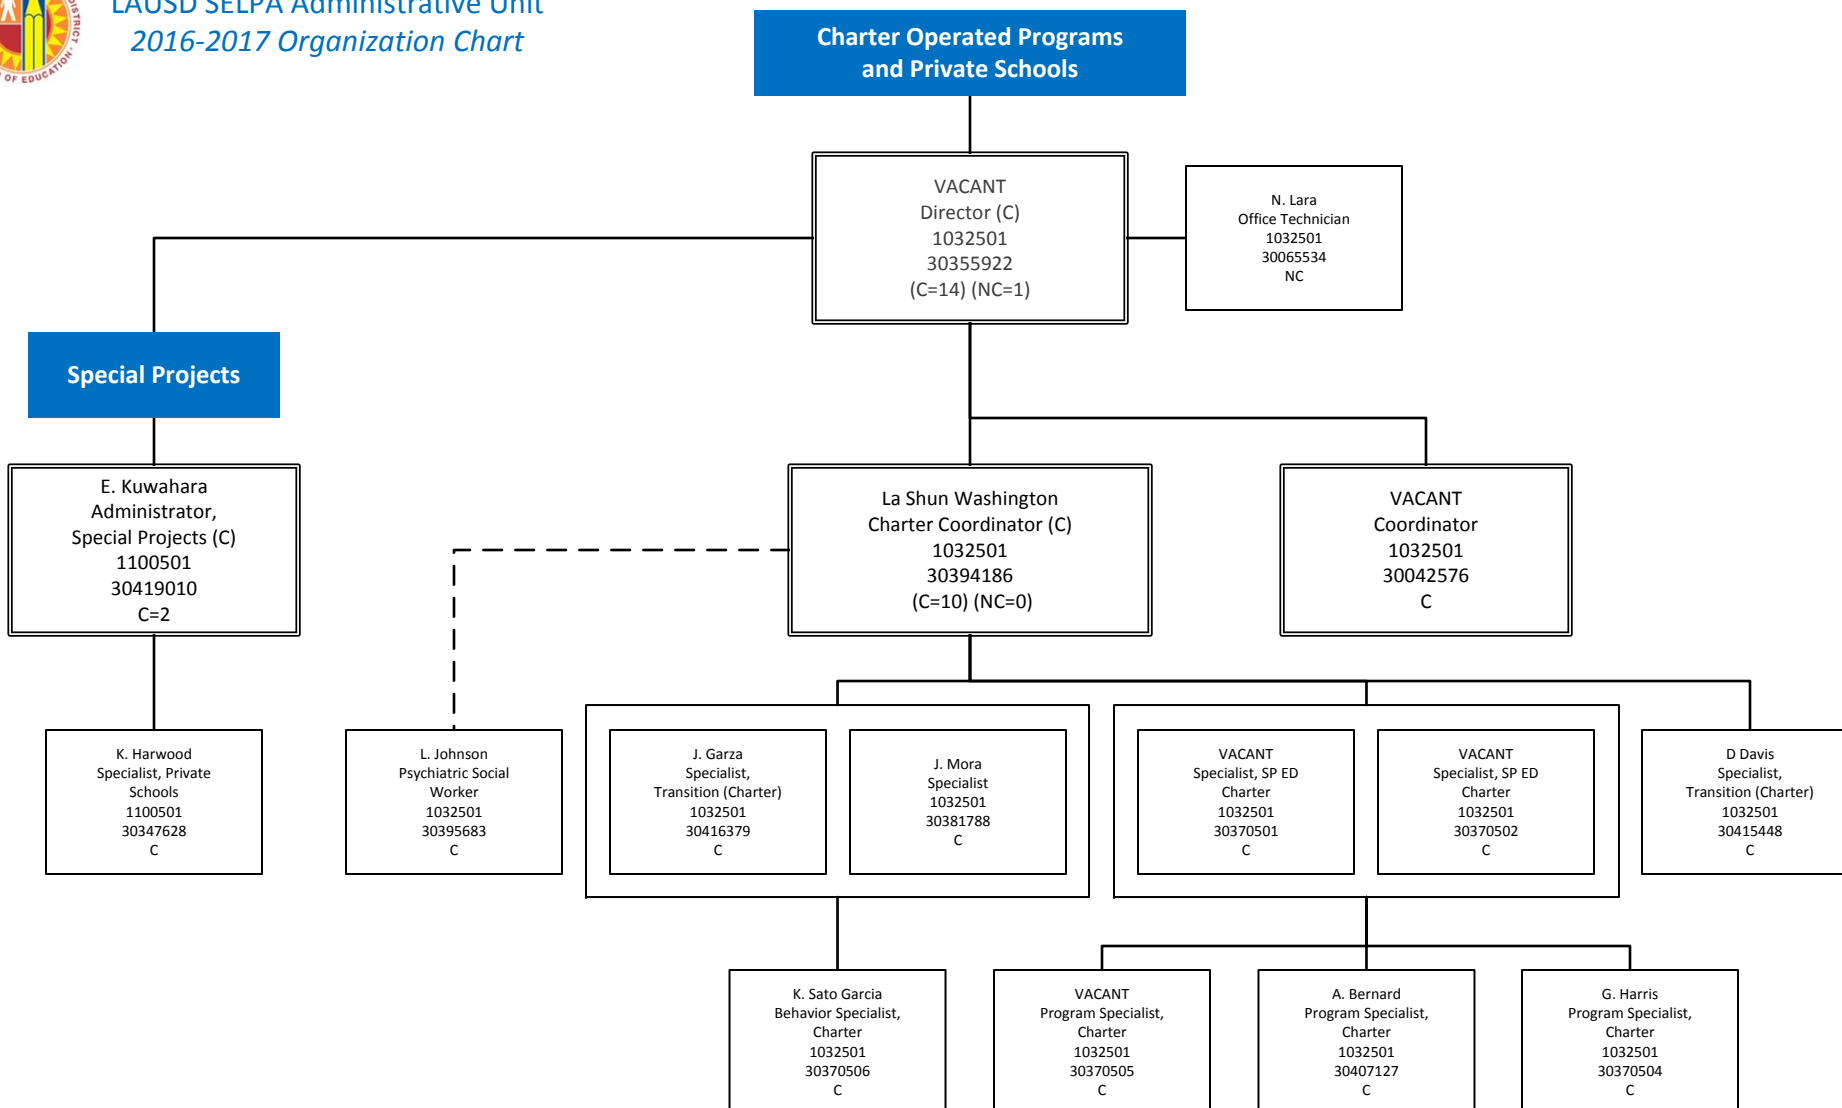 LAUSD SELPA Administrative Unit
2016-2017 Organization Chart
DISTRICT
OF EDUCATION
Charter Operated Programs
and Private Schools
VACANT
Director (C)
1032501
30355922
(C=14) (NC=1)
N. Lara
Office Technician
1032501
30065534
NC
Special Projects
E. Kuwahara
Administrator,
Special Projects (C)
1100501
30419010
C=2
La Shun Washington
Charter Coordinator (C)
1032501
30394186
(C=10) (NC=0)
VACANT
Coordinator
1032501
30042576
C
K. Harwood
Specialist, Private
Schools
1100501
30347628
C
L. Johnson
Psychiatric Social
Worker
1032501
30395683
C
J. Garza
Specialist,
Transition (Charter)
1032501
30416379
C
J. Mora
Specialist
1032501
30381788
C
VACANT
Specialist, SP ED
Charter
1032501
30370501
C
VACANT
Specialist, SP ED
Charter
1032501
30370502
C
D Davis
Specialist,
Transition (Charter)
1032501
30415448
C
K. Sato Garcia
Behavior Specialist,
Charter
1032501
30370506
C
VACANT
Program Specialist,
Charter
1032501
30370505
C
A. Bernard
Program Specialist,
Charter
1032501
30407127
C
G. Harris
Program Specialist,
Charter
1032501
30370504
C